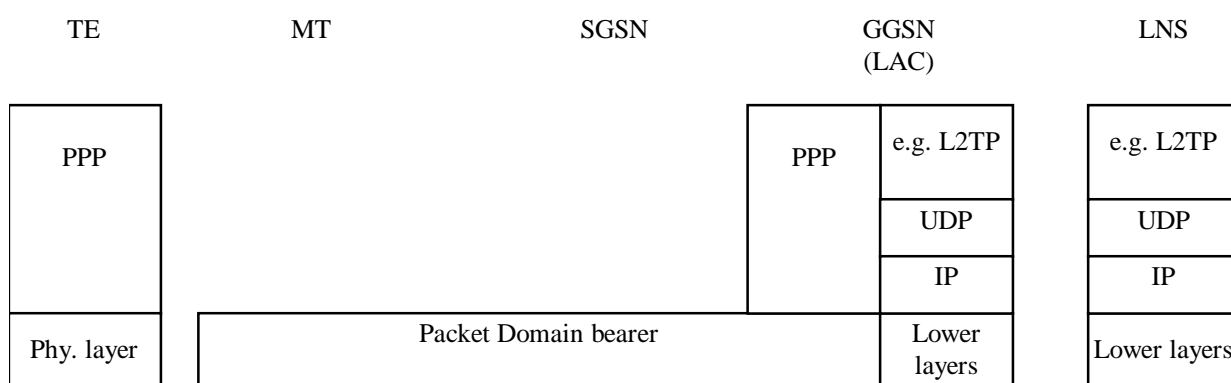 TE
MT
SGSN
GGSN
(LAC)
LNS
PPP
PPP
e.g. L2TP
e.g. L2TP
UDP
UDP
IP
IP
Phy. layer
Packet Domain bearer
Lower
layers
Lower layers